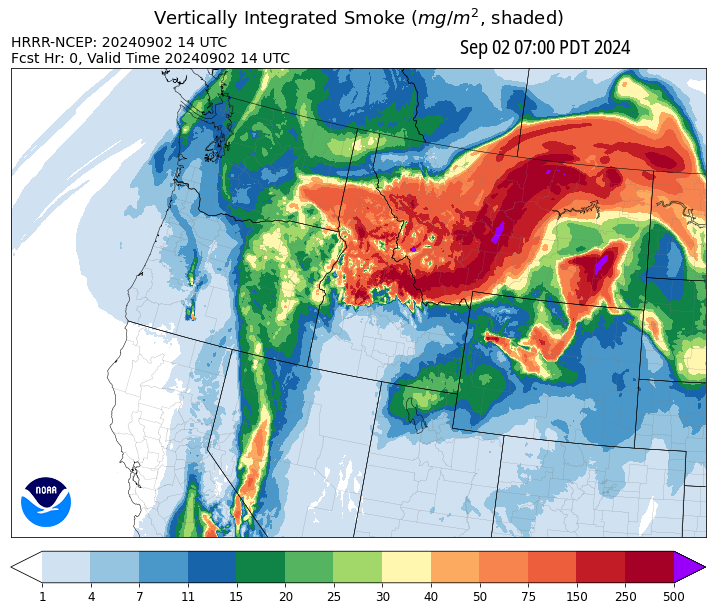 Vertically Integrated Smoke (mg/m², shaded)
HRRR-NCEP: 20240902 14 UTC
Sep 02 07:00 PDT 2024
Fcst Hr: 0, Valid Time 20240902 14 UTC
NOAA
1 4 7 11 15 20 25 30 40 50 75 150 250 500